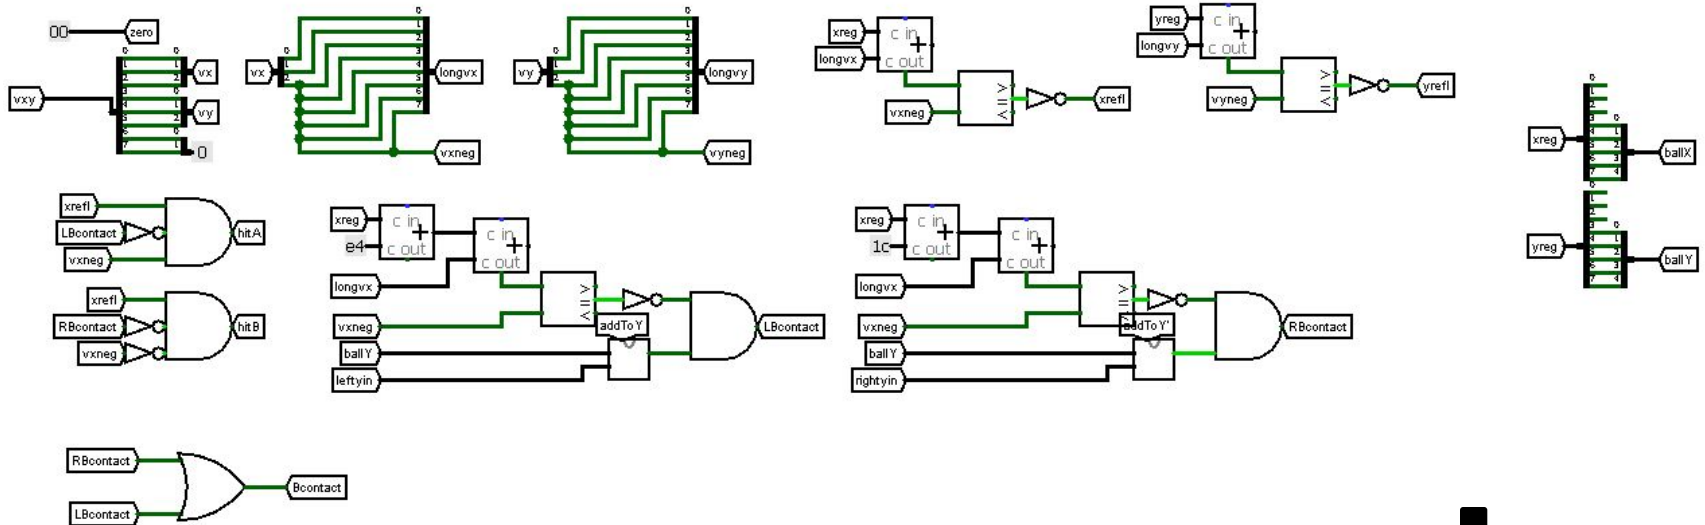 00 zero
vxy
vx
vy
0
vx
longvx
vxneg
vy
longvy
vyneg
xreg
longvx
c in
+
c out
vxneg
>
=
<
xrefl
yreg
longvy
c in
+
c out
vyneg
>
=
<
yrefl
xreg
ballX
yreg
ballY
xrefl
LBcontact
vxneg
hitA
xrefl
RBcontact
vxneg
hitB
xreg
e4
c in
+
c out
c in
+
c out
longvx
vxneg
>
=
<
addToY
ballY
leftyin
LBcontact
xreg
1c
c in
+
c out
c in
+
c out
longvx
vxneg
>
=
<
addToY'
ballY
rightyin
RBcontact
RBcontact
LBcontact
Bcontact